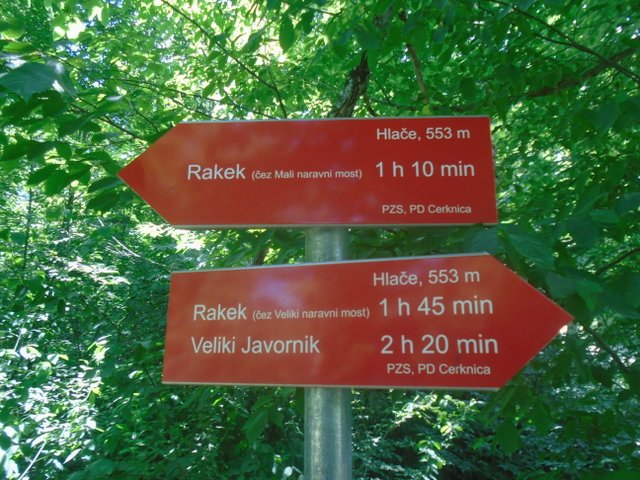 Hlače, 553 m
Rakek (čez Mali naravni most) 1 h 10 min
PZS, PD Cerknica
Hlače, 553 m
Rakek (čez Veliki naravni most) 1 h 45 min
Veliki Javornik 2 h 20 min
PZS, PD Cerknica